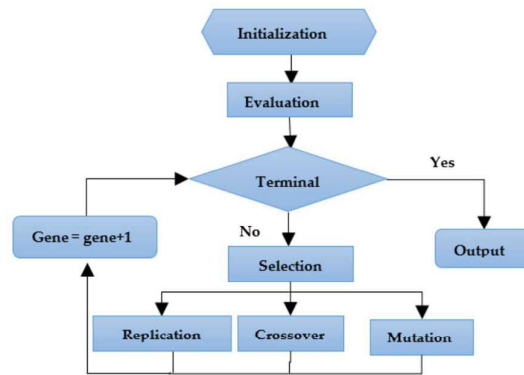 Initialization
Evaluation
Terminal
Yes
No
Gene = gene+1
Output
Selection
Replication
Crossover
Mutation